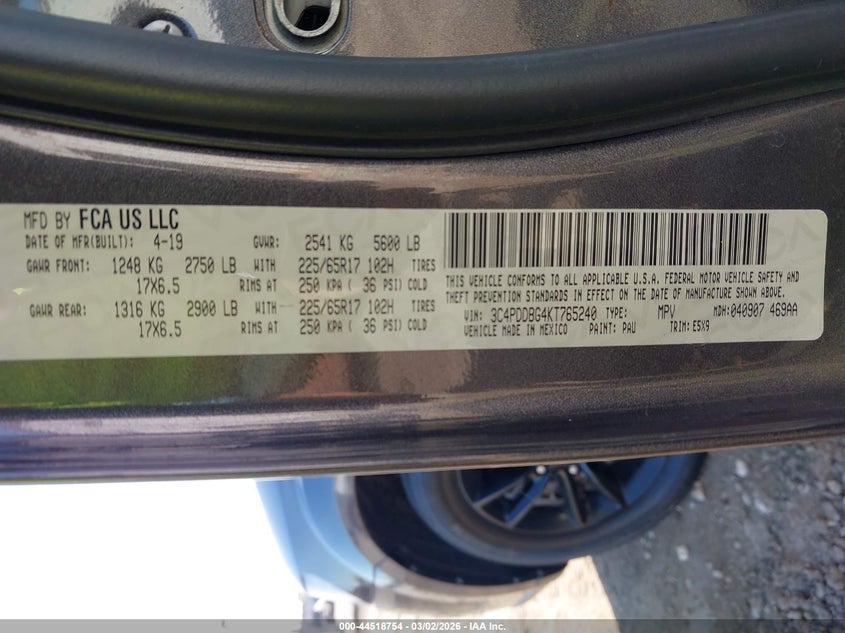 MFD BY FCA US LLC
DATE OF MFR(BUILT): 4-19 GVWR: 2541 KG 5600 LB
GAWR FRONT: 1248 KG 2750 LB WITH 225/65R17 102H TIRES
17X6.5 RIMS AT 250 KPA ( 36 PSI) COLD
GAWR REAR: 1316 KG 2900 LB WITH 225/65R17 102H TIRES
17X6.5 RIMS AT 250 KPA ( 36 PSI) COLD
THIS VEHICLE CONFORMS TO ALL APPLICABLE U.S.A. FEDERAL MOTOR VEHICLE SAFETY AND
THEFT PREVENTION STANDARDS IN EFFECT ON THE DATE OF MANUFACTURE SHOWN ABOVE.
VIN: 3C4PDDBG4KT765240 TYPE: MPV MDH: 040907 469AA
VEHICLE MADE IN MEXICO PAINT: PAU TRIM: E5X9
000-44518754 - 03/02/2026 - IAA Inc.